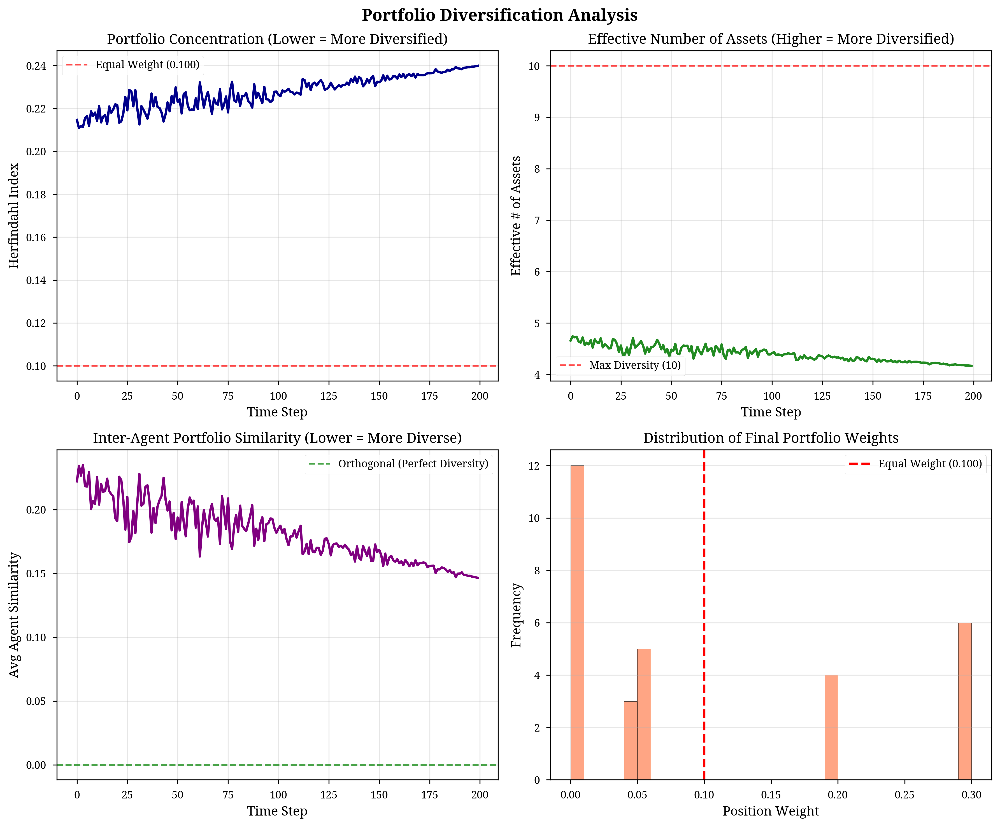 Portfolio Diversification Analysis
Portfolio Concentration (Lower = More Diversified)
Equal Weight (0.100)
Herfindahl Index
0.24
0.22
0.20
0.18
0.16
0.14
0.12
0.10
0 25 50 75 100 125 150 175 200
Time Step
Effective Number of Assets (Higher = More Diversified)
Effective # of Assets
10
9
8
7
6
5
4
Max Diversity (10)
0 25 50 75 100 125 150 175 200
Time Step
Inter-Agent Portfolio Similarity (Lower = More Diverse)
Orthogonal (Perfect Diversity)
Avg Agent Similarity
0.20
0.15
0.10
0.05
0.00
0 25 50 75 100 125 150 175 200
Time Step
Distribution of Final Portfolio Weights
Equal Weight (0.100)
Frequency
12
10
8
6
4
2
0
0.00 0.05 0.10 0.15 0.20 0.25 0.30
Position Weight